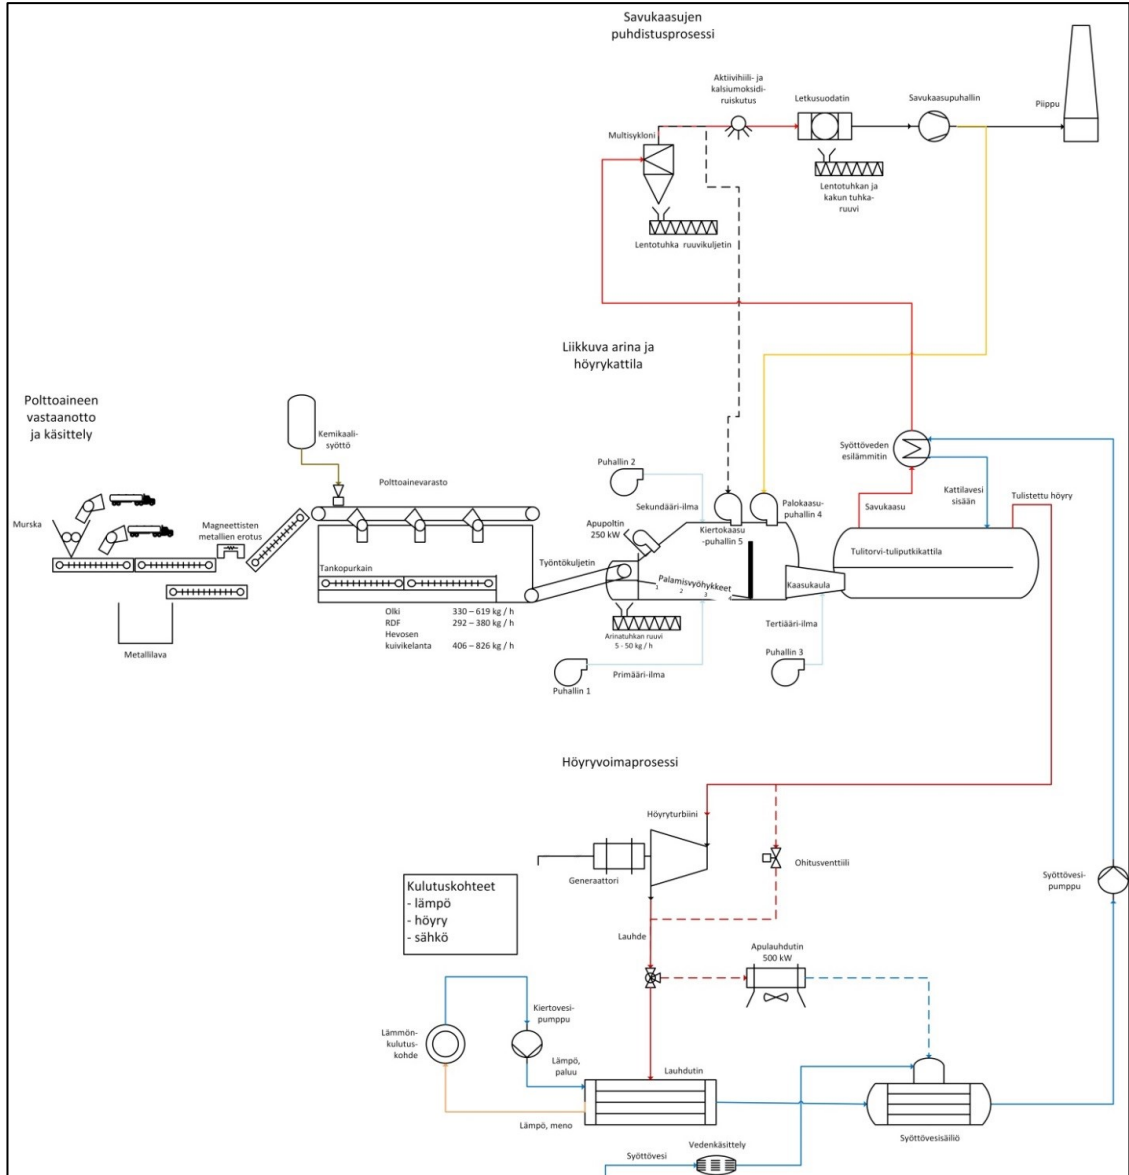 Savukaasujen
puhdistusprosessi
Aktiivihiili- ja
kalsiumoksidi-
ruiskutus
Letkusuodatin
Savukaasupuhallin
Piippu
Multisykloni
Lentotuhkan ja
kakun tuhka-
ruuvi
Lentotuhka ruuvikuljetin
Liikkuva arina ja
höyrykattila
Polttoaineen
vastaanotto
ja käsittely
Kemikaali-
syöttö
Polttoainevarasto
Murska
Magneettisten
metallien erotus
Metallilava
Tankopurkain
Olki 330 – 619 kg / h
RDF 292 – 380 kg / h
Hevosen
kuivikelanta 406 – 826 kg / h
Työntökuljetin
Puhallin 2
Sekundääri-ilma
Apupoltin
250 kW
Kiertokaasu
-puhallin 5
Palokaasu-
puhallin 4
Palamisvyöhykkeet
1 2 3 4
Kaasukaula
Arinatuhkan ruuvi
5 - 50 kg / h
Puhallin 1
Primääri-ilma
Tertiääri-ilma
Puhallin 3
Syöttöveden
esilämmitin
Savukaasu
Kattilavesi
sisään
Tulistettu höyry
Tulitorvi-tuliputkikattila
Höyryvoimaprosessi
Höyryturbiini
Generaattori
Ohitusventtiili
Kulutuskohteet
- lämpö
- höyry
- sähkö
Lauhde
Apulauhdutin
500 kW
Syöttövesi-
pumppu
Kiertovesi-
pumppu
Lämmön-
kulutus-
kohde
Lämpö,
paluu
Lauhdutin
Lämpö, meno
Syöttövesisäiliö
Syöttövesi
Vedenkäsittely